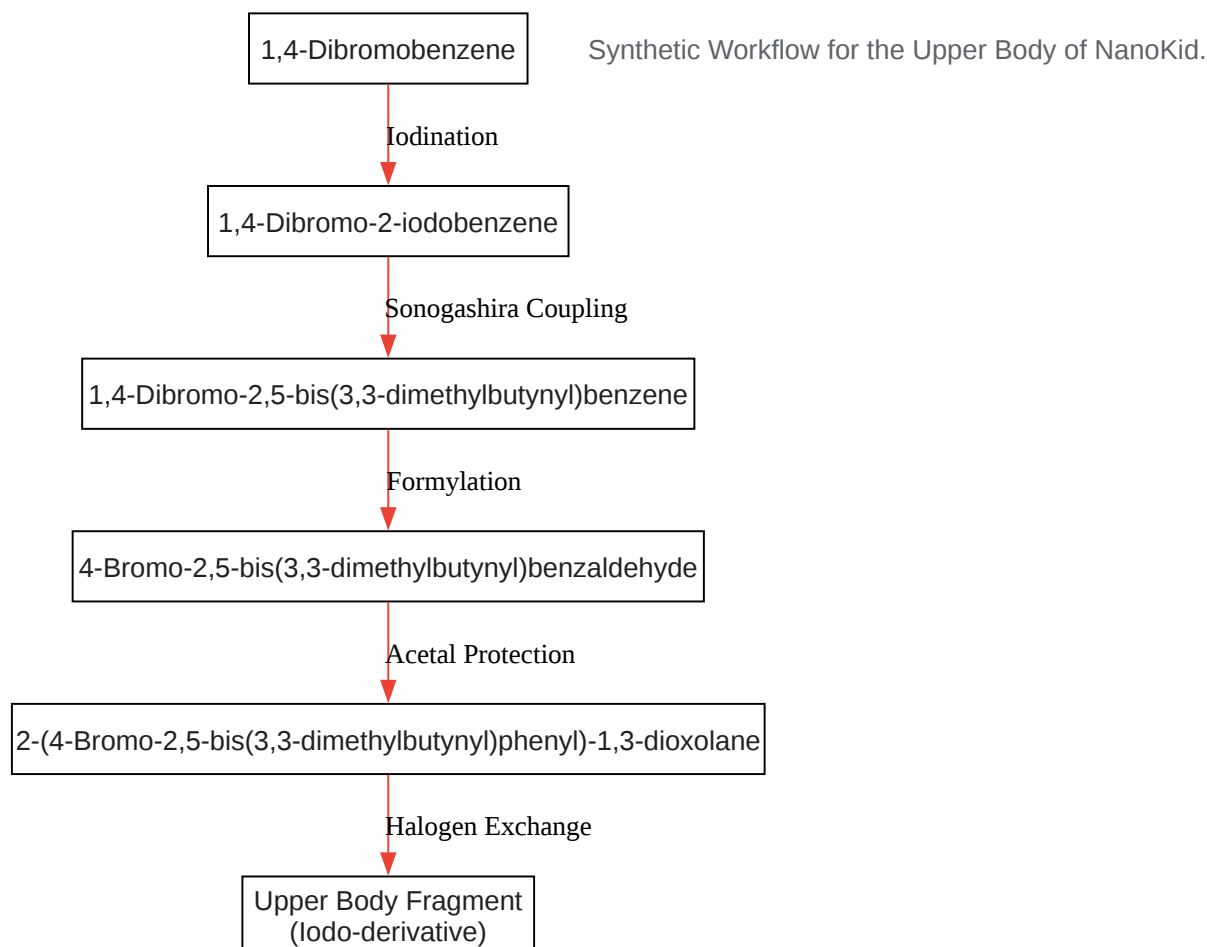 1,4-Dibromobenzene
Synthetic Workflow for the Upper Body of NanoKid.
Iodination
1,4-Dibromo-2-iodobenzene
Sonogashira Coupling
1,4-Dibromo-2,5-bis(3,3-dimethylbutynyl)benzene
Formylation
4-Bromo-2,5-bis(3,3-dimethylbutynyl)benzaldehyde
Acetal Protection
2-(4-Bromo-2,5-bis(3,3-dimethylbutynyl)phenyl)-1,3-dioxolane
Halogen Exchange
Upper Body Fragment
(Iodo-derivative)